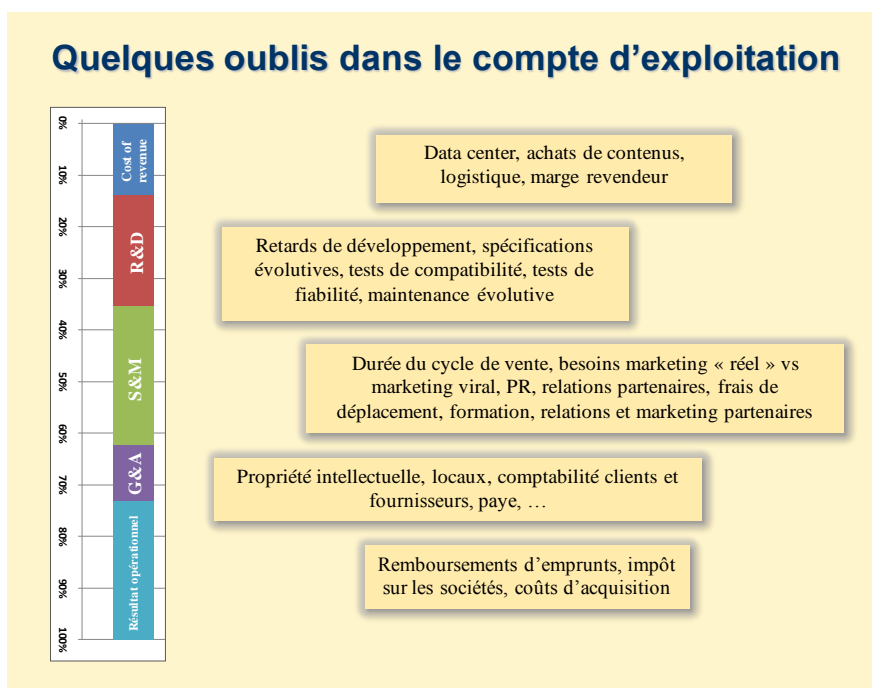 Quelques oublis dans le compte d’exploitation
0%
10%
20%
30%
40%
50%
60%
70%
80%
90%
100%
Cost of
revenue
R&D
S&M
G&A
Résultat opérationnel
Data center, achats de contenus,
logistique, marge revendeur
Retards de développement, spécifications
évolutives, tests de compatibilité, tests de
fiabilité, maintenance évolutive
Durée du cycle de vente, besoins marketing « réel » vs
marketing viral, PR, relations partenaires, frais de
déplacement, formation, relations et marketing partenaires
Propriété intellectuelle, locaux, comptabilité clients et
fournisseurs, paye, …
Remboursements d’emprunts, impôt
sur les sociétés, coûts d’acquisition